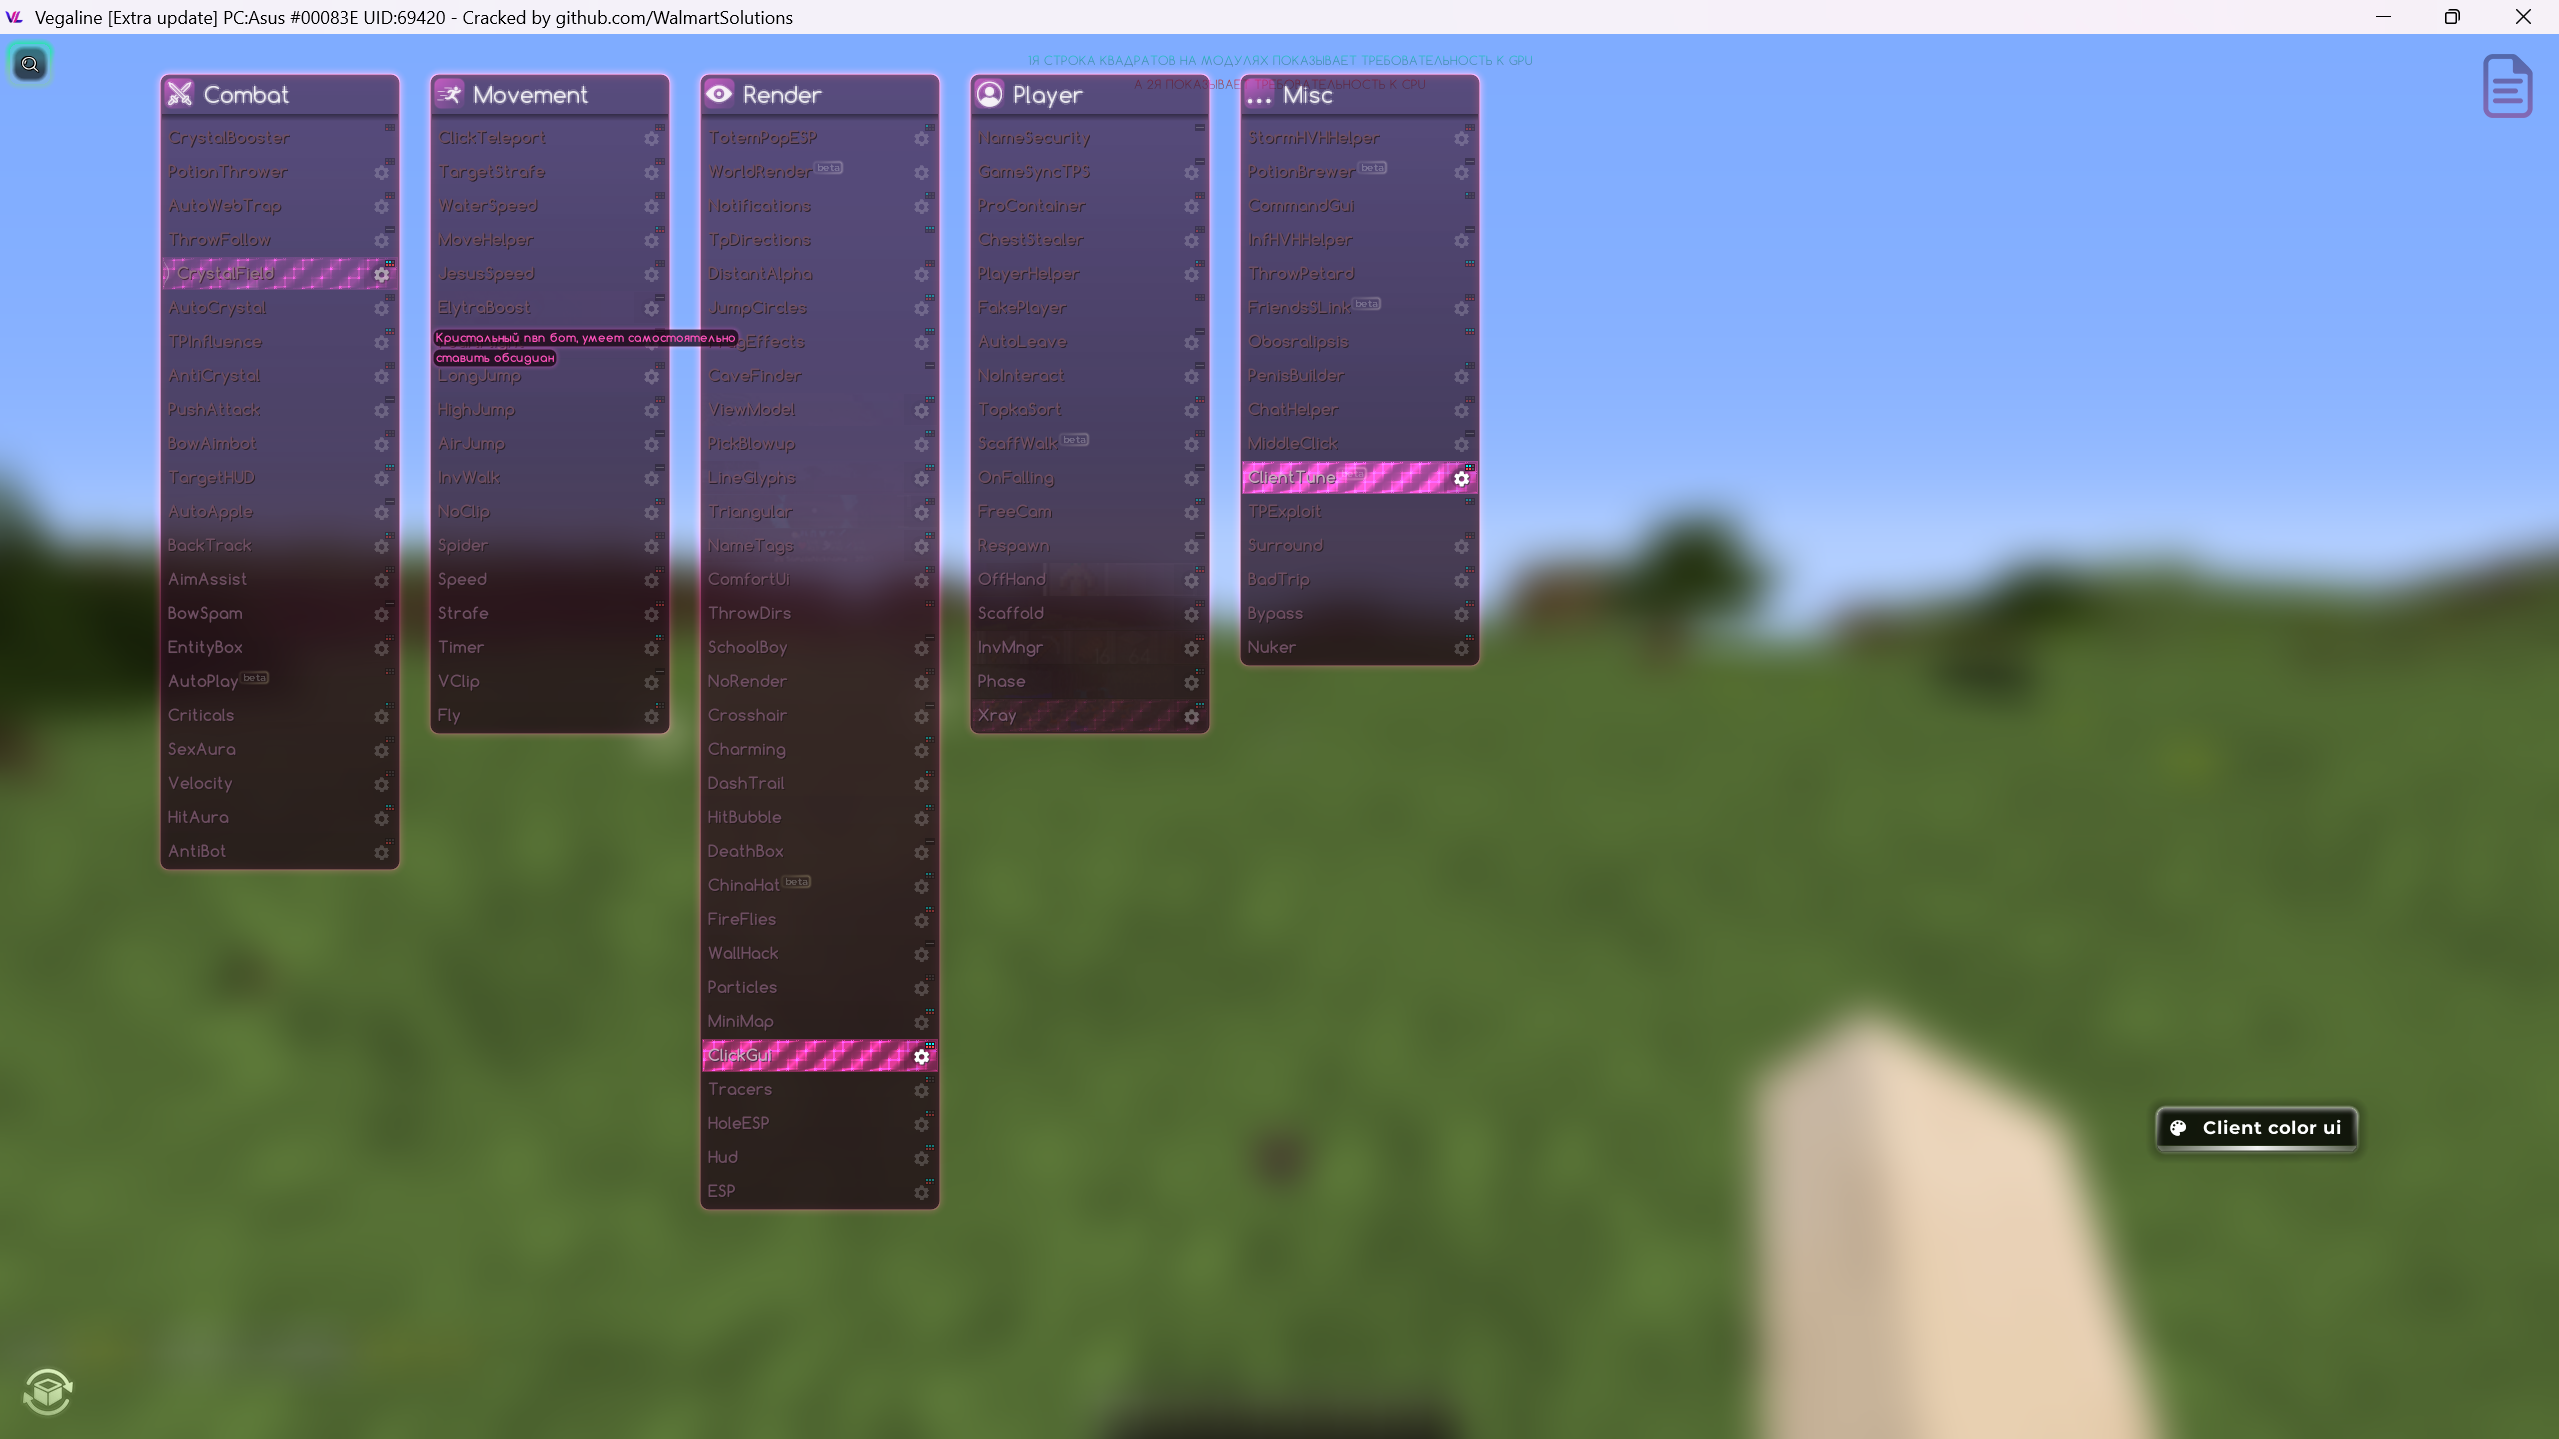 Vegaline [Extra update] PC:Asus #00083E UID:69420 - Cracked by github.com/WalmartSolutions
1Я СТРОКА КВАДРАТОВ НА МОДУЛЯХ ПОКАЗЫВАЕТ ТРЕБОВАТЕЛЬНОСТЬ К GPU
А 2Я ПОКАЗЫВАЕТ ТРЕБОВАТЕЛЬНОСТЬ К CPU
Combat
CrystalBooster
PotionThrower
AutoWebTrap
ThrowFollow
CrystalField
AutoCrystal
TPInfluence
AntiCrystal
PushAttack
BowAimbot
TargetHUD
AutoApple
BackTrack
AimAssist
BowSpam
EntityBox
AutoPlay beta
Criticals
SexAura
Velocity
HitAura
AntiBot
Movement
ClickTeleport
TargetStrafe
WaterSpeed
MoveHelper
JesusSpeed
ElytraBoost
Кристальный пвп бот, умеет самостоятельно
ставить обсидиан
LongJump
HighJump
AirJump
InvWalk
NoClip
Spider
Speed
Strafe
Timer
VClip
Fly
Render
TotemPopESP
WorldRender beta
Notifications
TpDirections
DistantAlpha
JumpCircles
Effects
CaveFinder
ViewModel
PickBlowup
LineGlyphs
Triangular
NameTags
ComfortUi
ThrowDirs
SchoolBoy
NoRender
Crosshair
Charming
DashTrail
HitBubble
DeathBox
ChinaHat beta
FireFlies
WallHack
Particles
MiniMap
ClickGui
Tracers
HoleESP
Hud
ESP
Player
NameSecurity
GameSyncTPS
ProContainer
ChestStealer
PlayerHelper
FakePlayer
AutoLeave
NoInteract
TopkaSort
ScaffWalk beta
OnFalling
FreeCam
Respawn
OffHand
Scaffold
InvMngr
Phase
Xray
... Misc
StormHVHHelper
PotionBrewer beta
CommandGui
InfHVHHelper
ThrowPetard
FriendsSLink beta
Obosralipsis
PenisBuilder
ChatHelper
MiddleClick
ClientTune beta
TPExploit
Surround
BadTrip
Bypass
Nuker
Client color ui